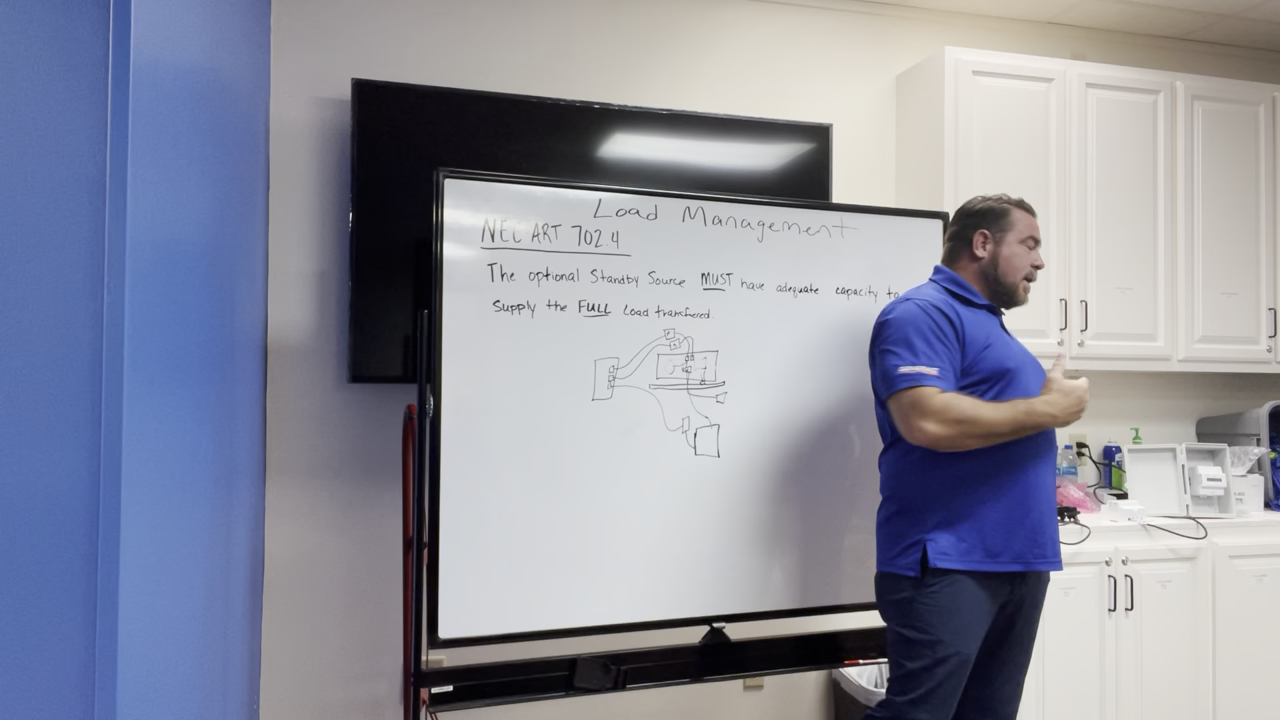 Load Management
NEC ART 702.4
The optional Standby Source MUST have adequate capacity to
Supply the FULL Load transferred.